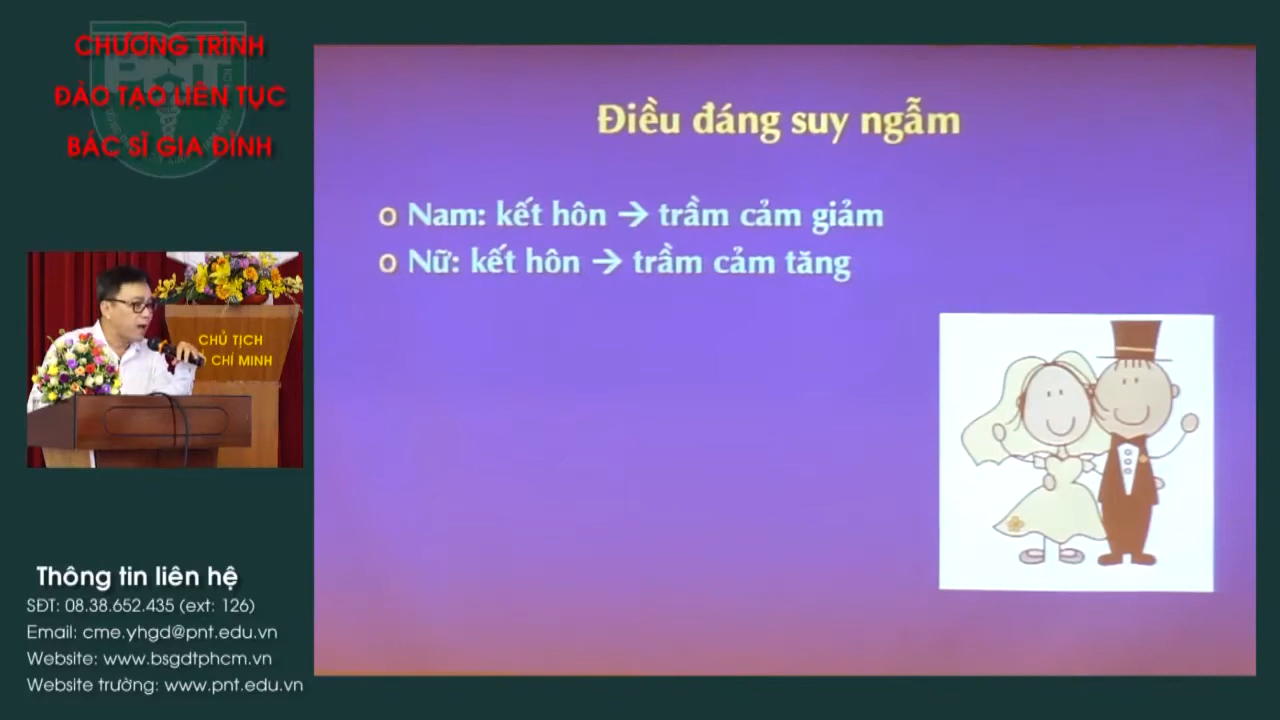 CHƯƠNG TRÌNH
ĐÀO TẠO LIÊN TỤC
BÁC SĨ GIA ĐÌNH
PNT
Điều đáng suy ngẫm
o Nam: kết hôn → trầm cảm giảm
o Nữ: kết hôn → trầm cảm tăng
CHỦ TỊCH
CHÍ MINH
Thông tin liên hệ
SĐT: 08.38.652.435 (ext: 126)
Email: cme.yhgd@pnt.edu.vn
Website: www.bsgdtphcm.vn
Website trường: www.pnt.edu.vn